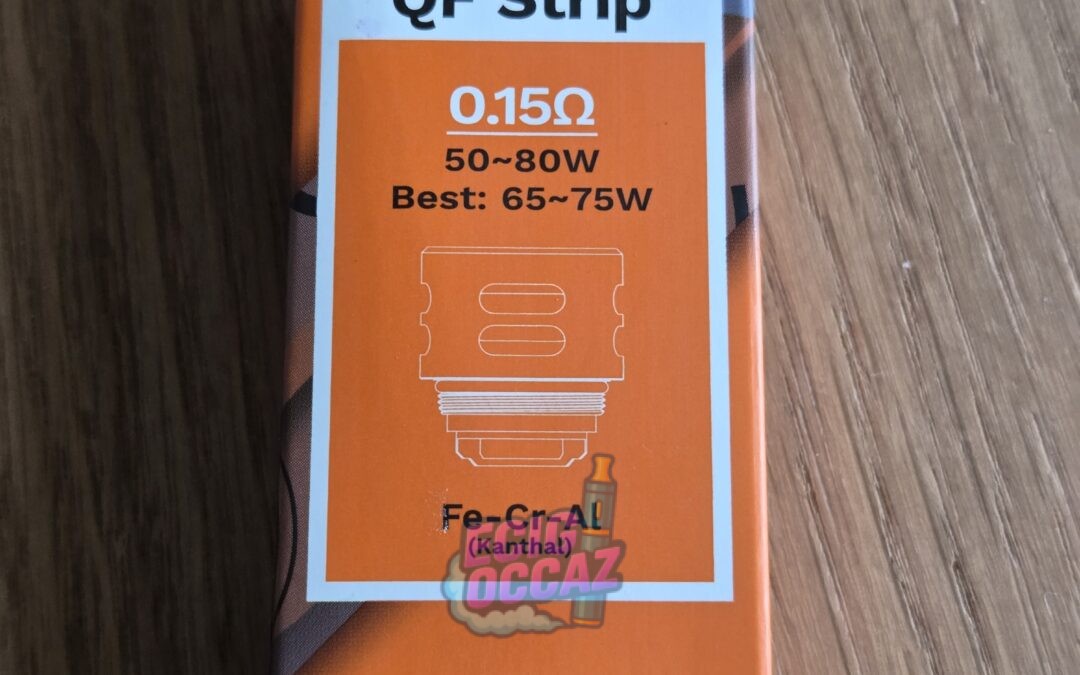 QF Strip
0.15Ω
50~80W
Best: 65~75W
Fe-Cr-Al
(Kanthal)
ECIG
OCCAZ